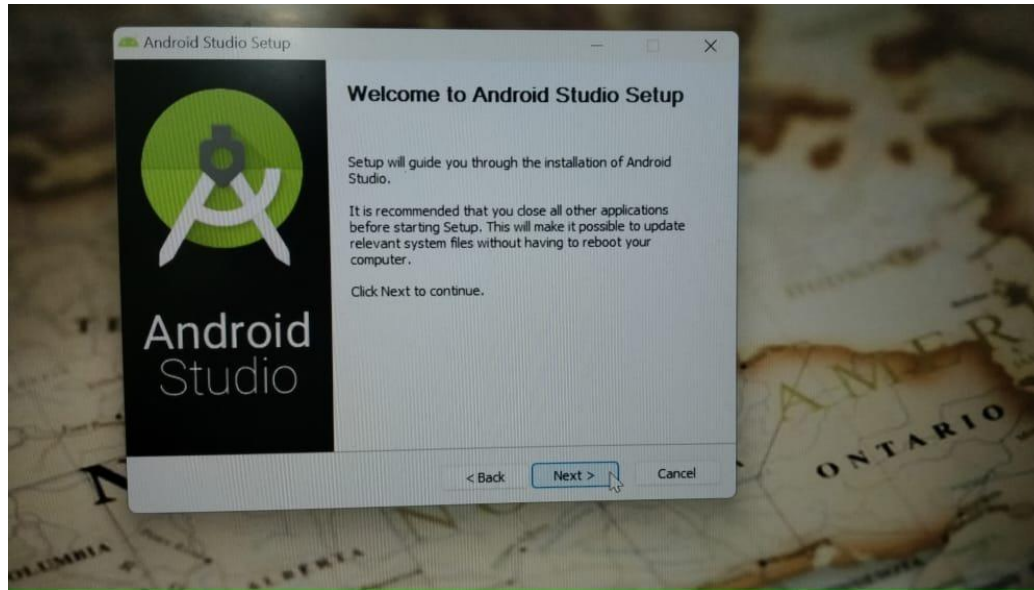 Android Studio Setup
Welcome to Android Studio Setup
Setup will guide you through the installation of Android
Studio.
It is recommended that you close all other applications
before starting Setup. This will make it possible to update
relevant system files without having to reboot your
computer.
Click Next to continue.
Android
Studio
< Back
Next >
Cancel
AMER
ONTARIO
ALBERTA